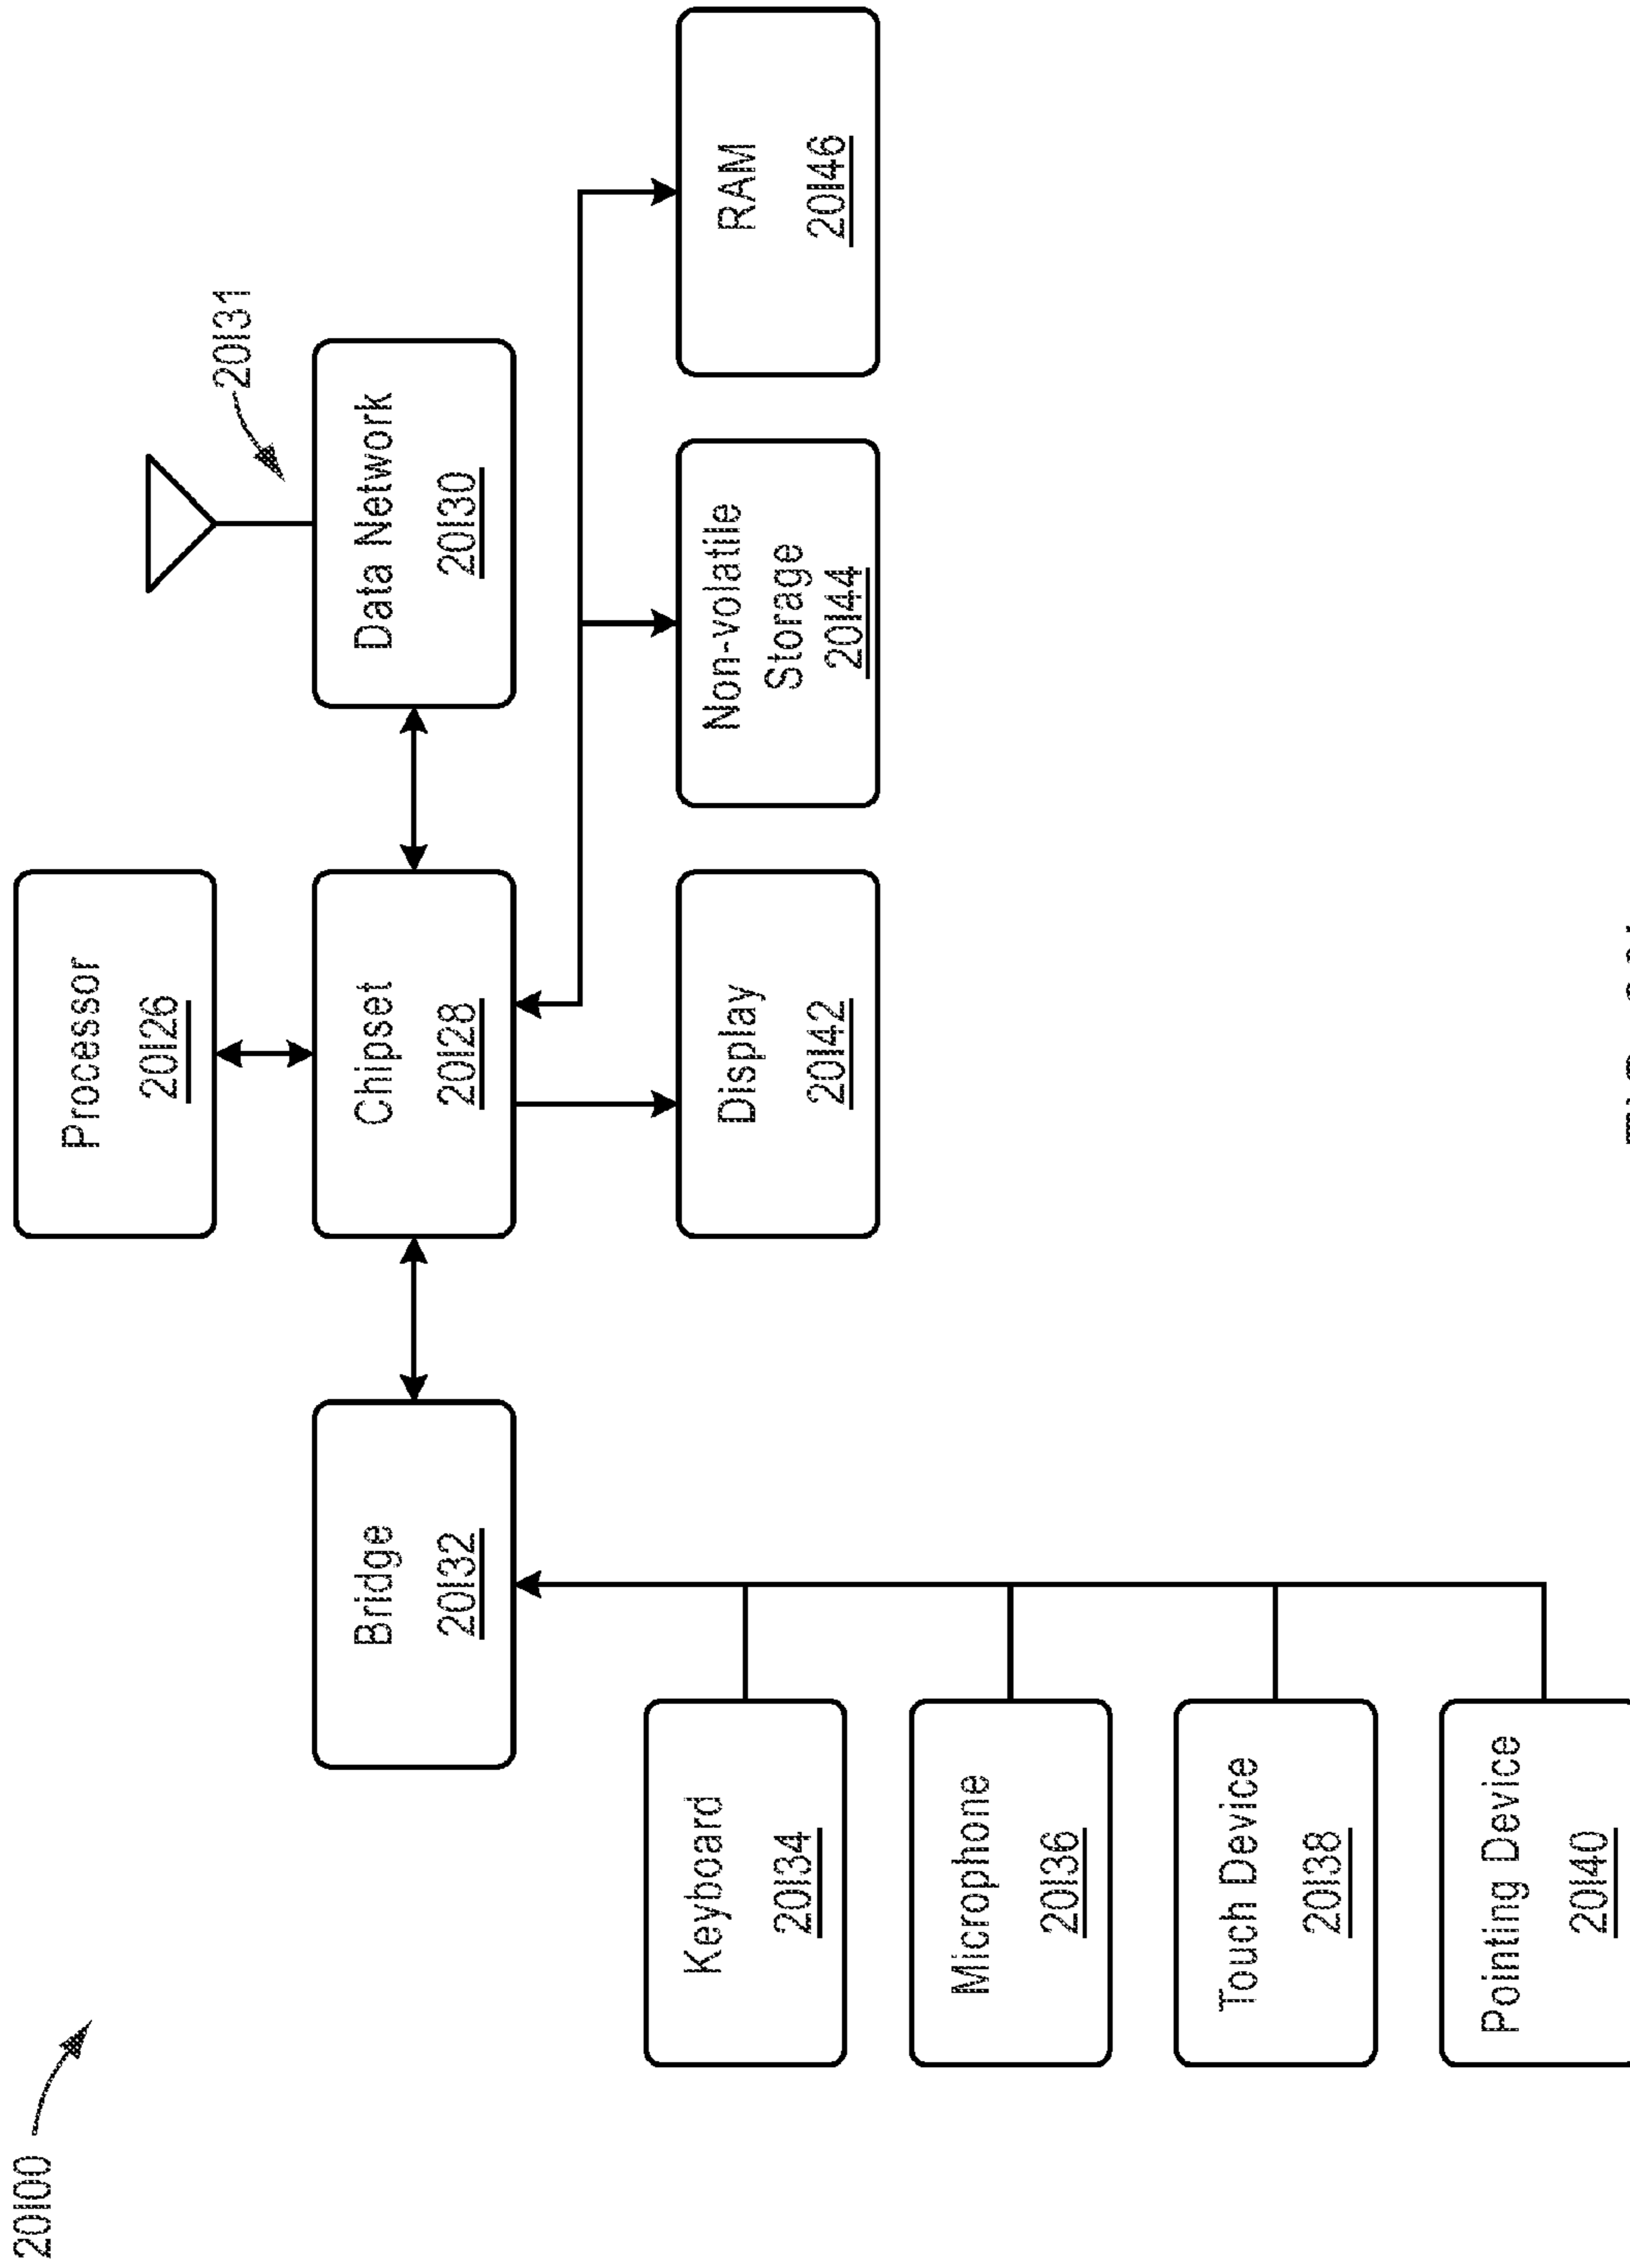 20I00
Processor
20I26
20I31
Bridge
20I32
Chipset
20I28
Data Network
20I30
Keyboard
20I34
Display
20I42
Non-volatile
Storage
20I44
RAM
20I46
Microphone
20I36
Touch Device
20I38
Pointing Device
20I40